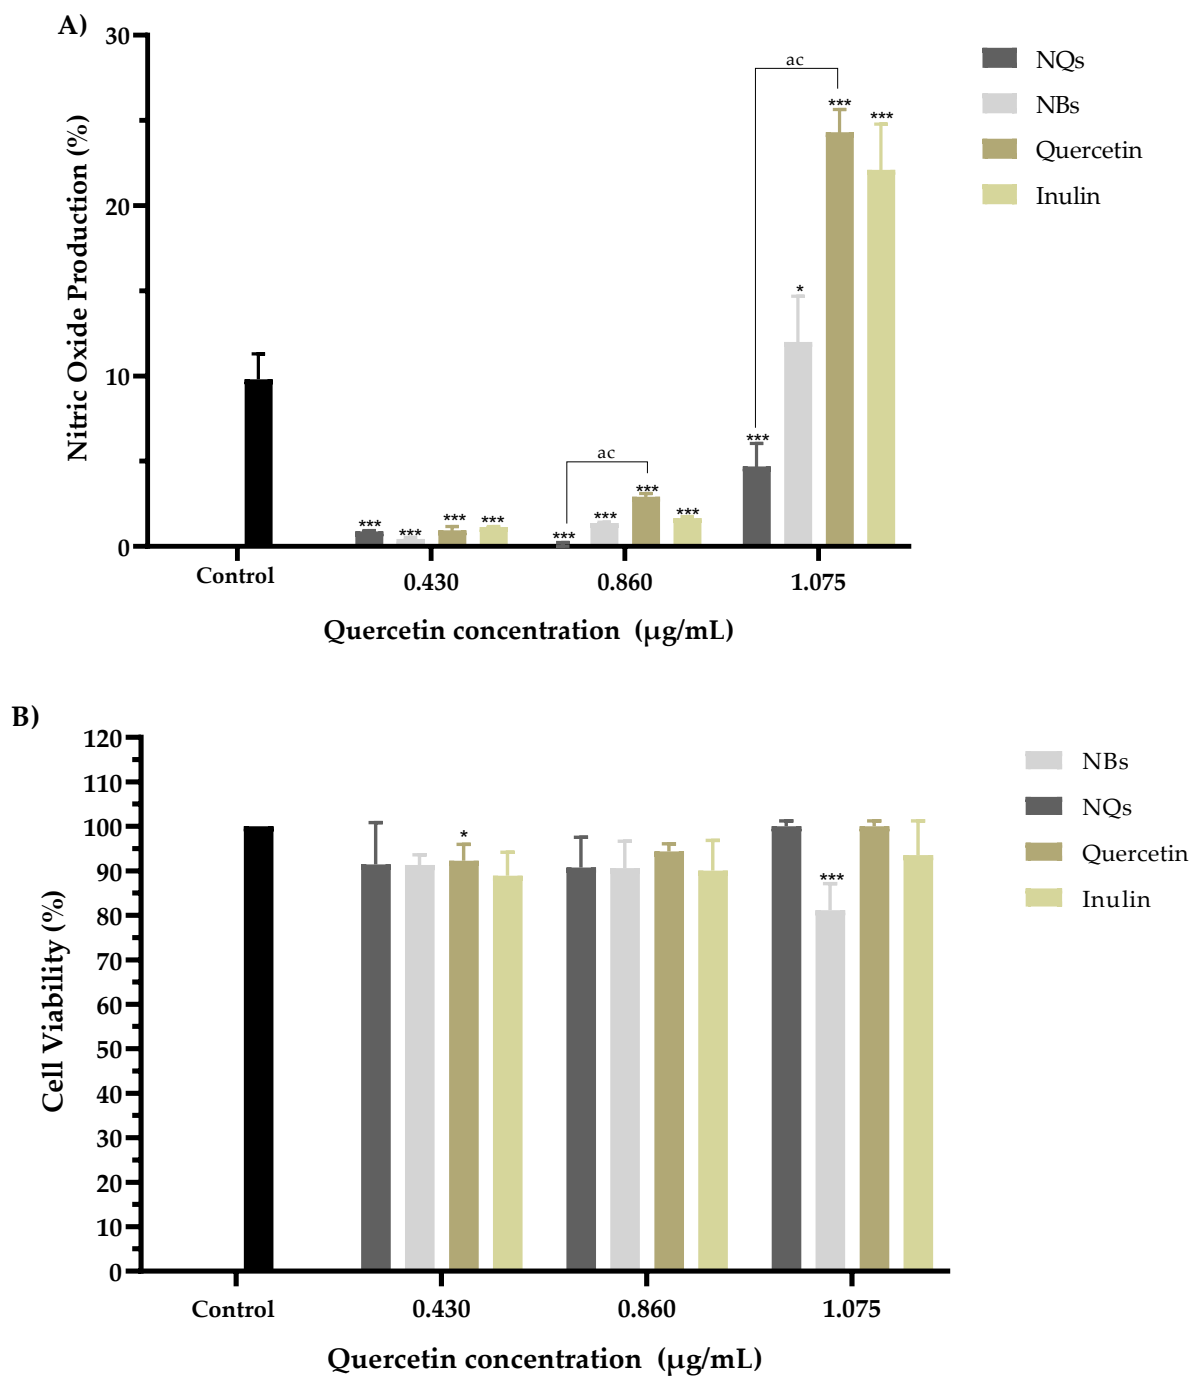 A)
Nitric Oxide Production (%)
30
20
10
0
ac
***
***
*
***
ac
***
***
***
***
***
***
***
***
Control
0.430
0.860
1.075
Quercetin concentration (µg/mL)
NQs
NBs
Quercetin
Inulin
B)
Cell Viability (%)
120
110
100
90
80
70
60
50
40
30
20
10
0
*
***
Control
0.430
0.860
1.075
Quercetin concentration (µg/mL)
NBs
NQs
Quercetin
Inulin